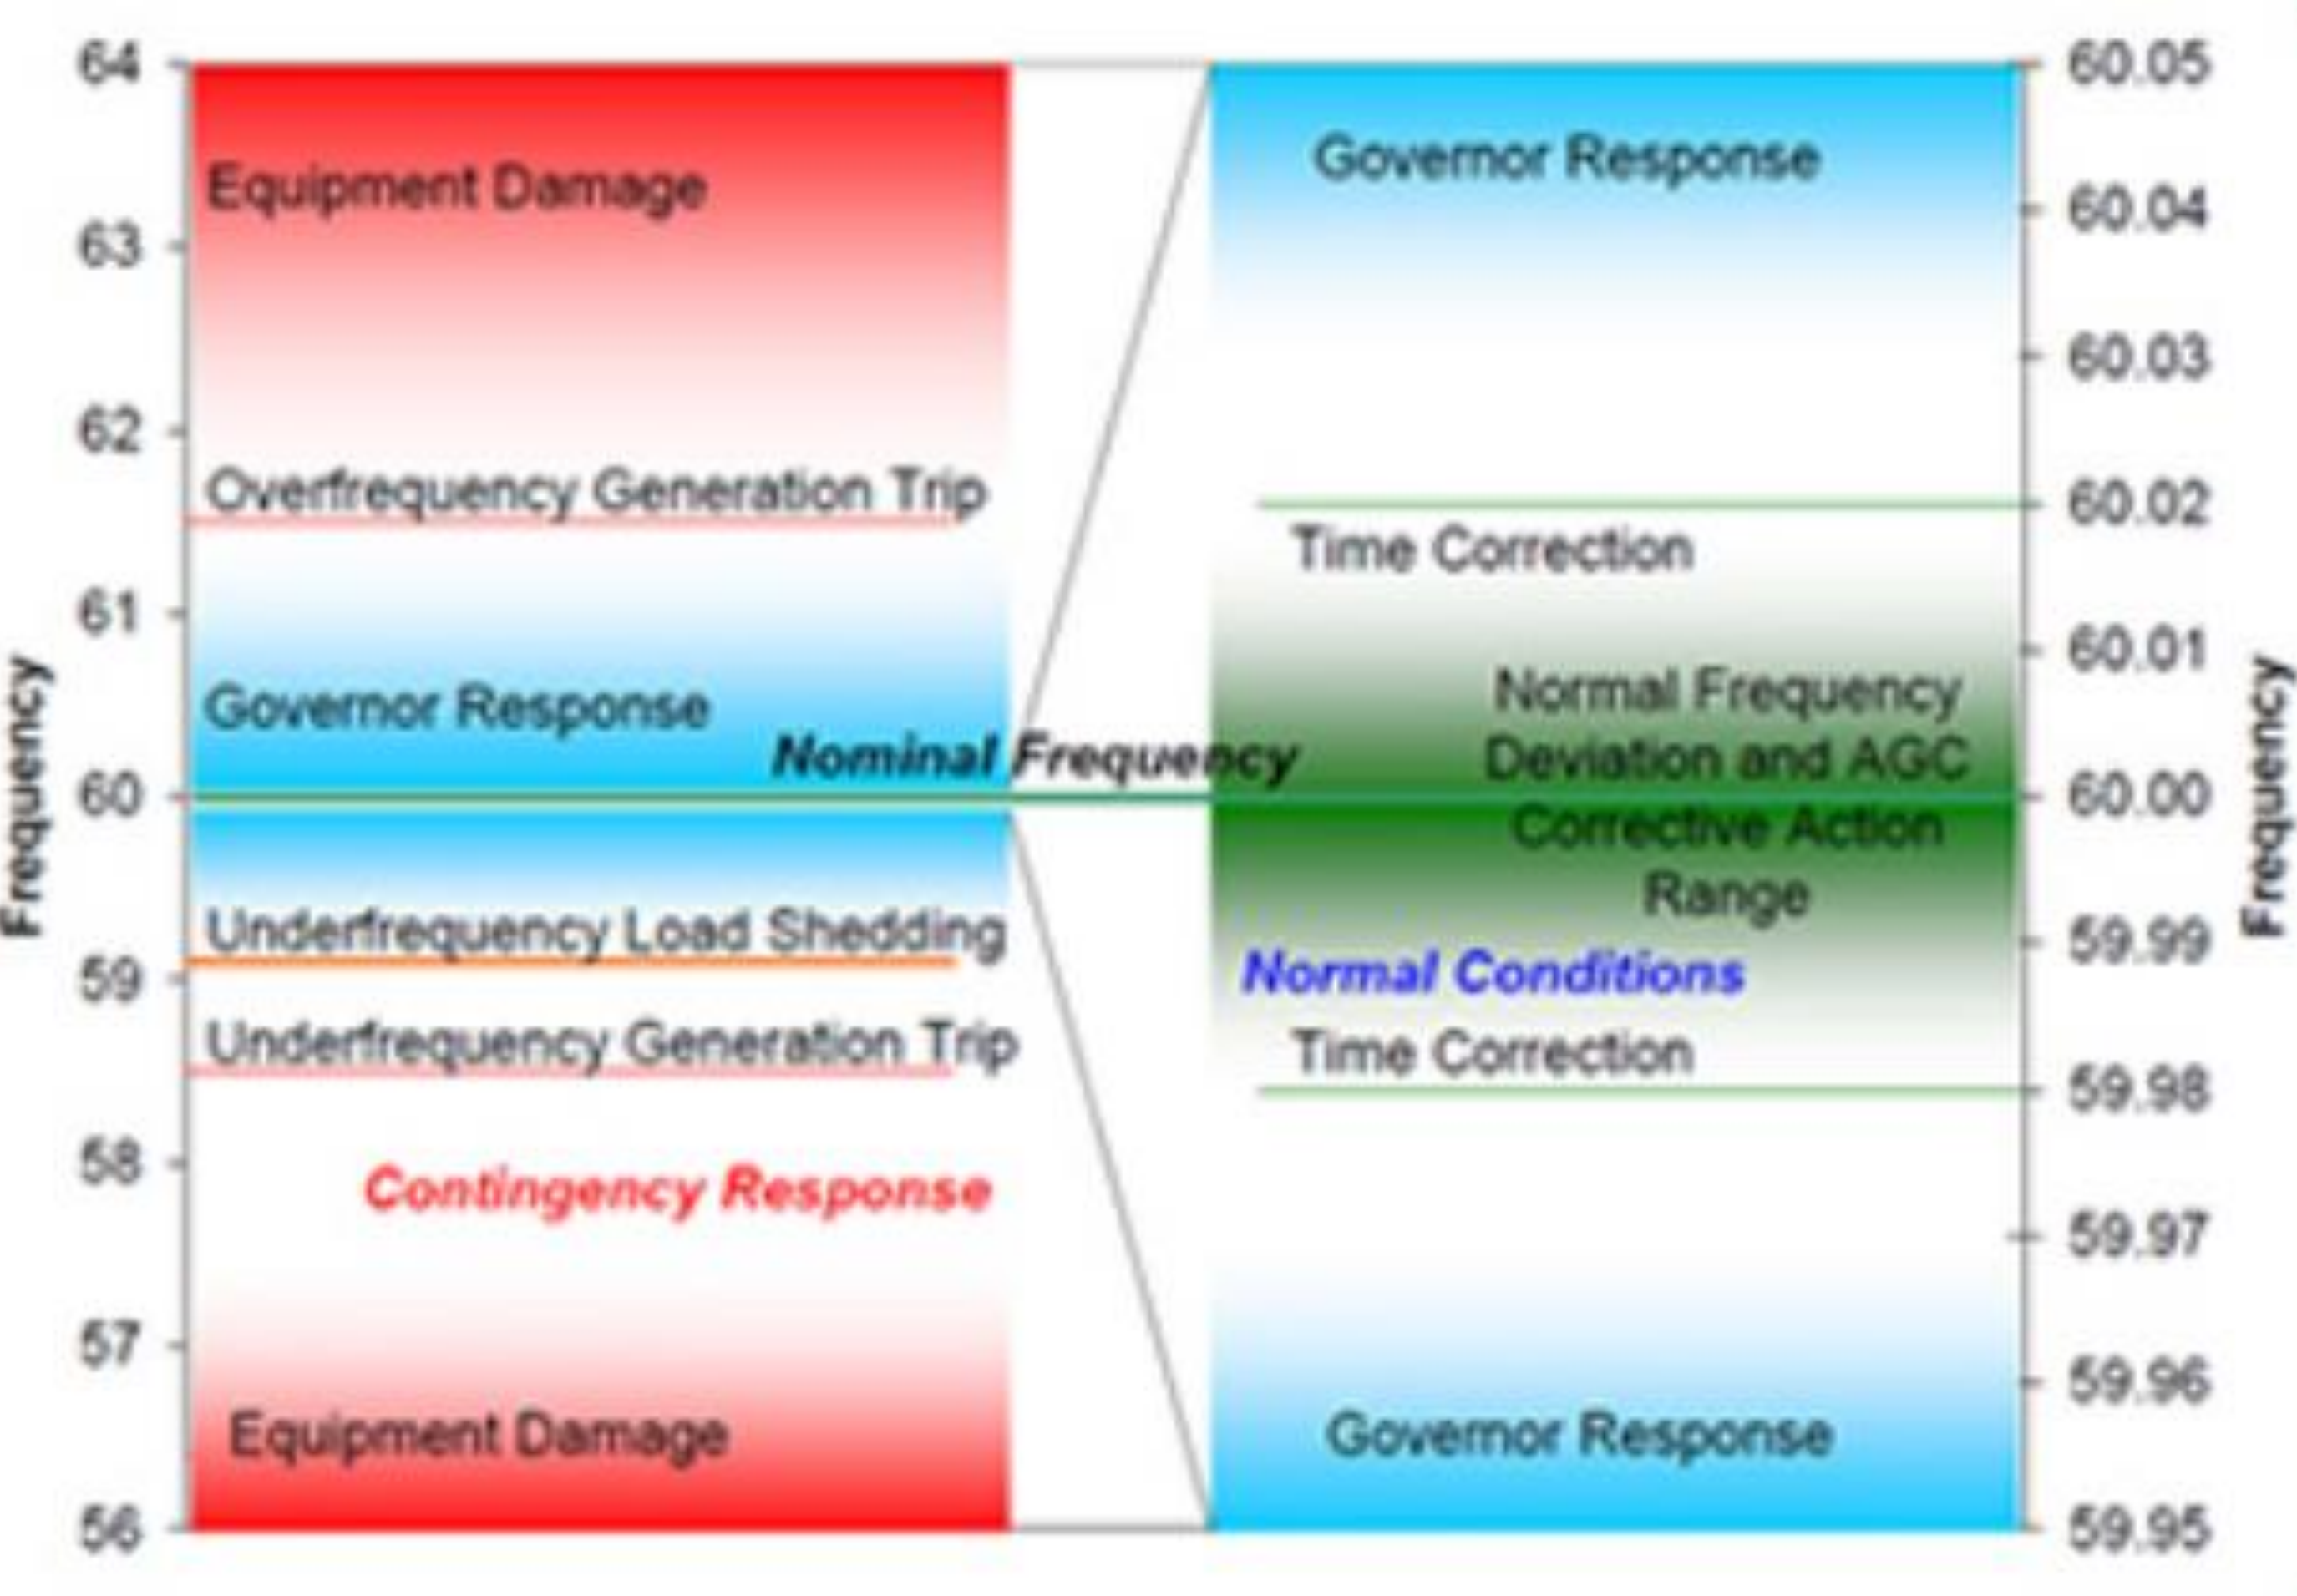 64
63
62
61
60
59
58
57
56
Frequency
Equipment Damage
Overfrequency Generation Trip
Governor Response
Nominal Frequency
Underfrequency Load Shedding
Underfrequency Generation Trip
Contingency Response
Equipment Damage
Governor Response
Time Correction
Normal Frequency
Deviation and AGC
Corrective Action
Range
Normal Conditions
Time Correction
Governor Response
60.05
60.04
60.03
60.02
60.01
60.00
59.99
59.98
59.97
59.96
59.95
Frequency